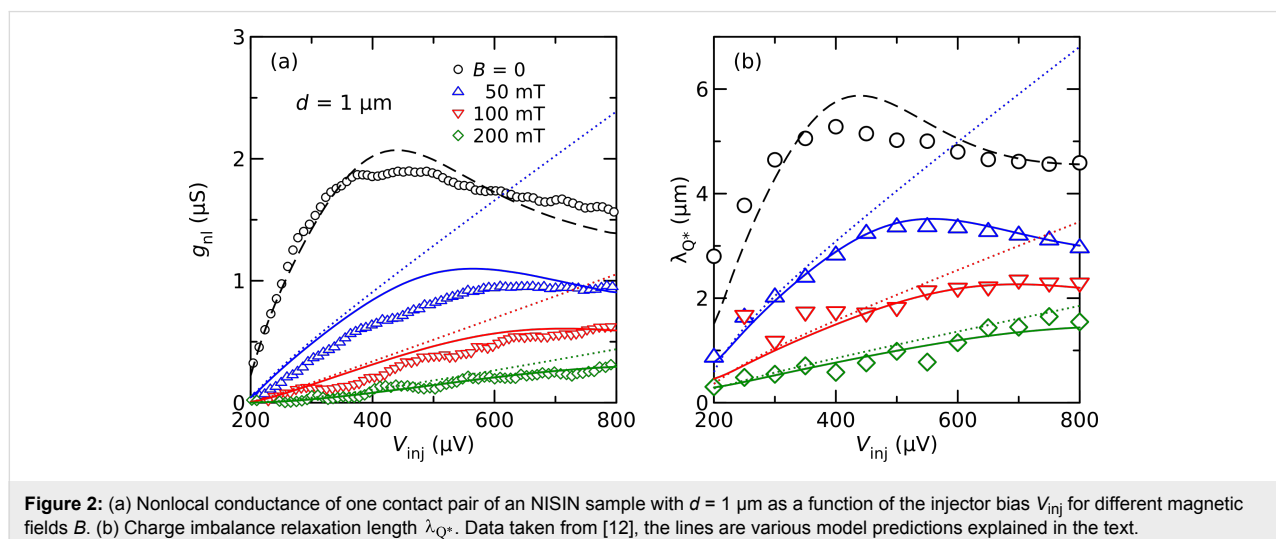 3
2
1
0
g_nl (μS)
(a)
d = 1 μm
B = 0
50 mT
100 mT
200 mT
200 400 600 800
V_inj (μV)
6
4
2
0
λ_Q* (μm)
(b)
200 400 600 800
V_inj (μV)
Figure 2: (a) Nonlocal conductance of one contact pair of an NISIN sample with d = 1 μm as a function of the injector bias V_inj for different magnetic
fields B. (b) Charge imbalance relaxation length λ_Q*. Data taken from [12], the lines are various model predictions explained in the text.